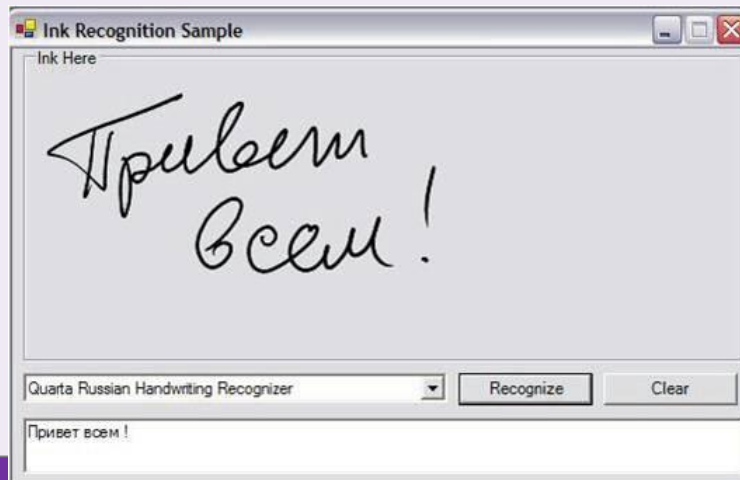 Ink Recognition Sample
Ink Here
Привет
всем!
Quarta Russian Handwriting Recognizer
Recognize
Clear
Привет всем !